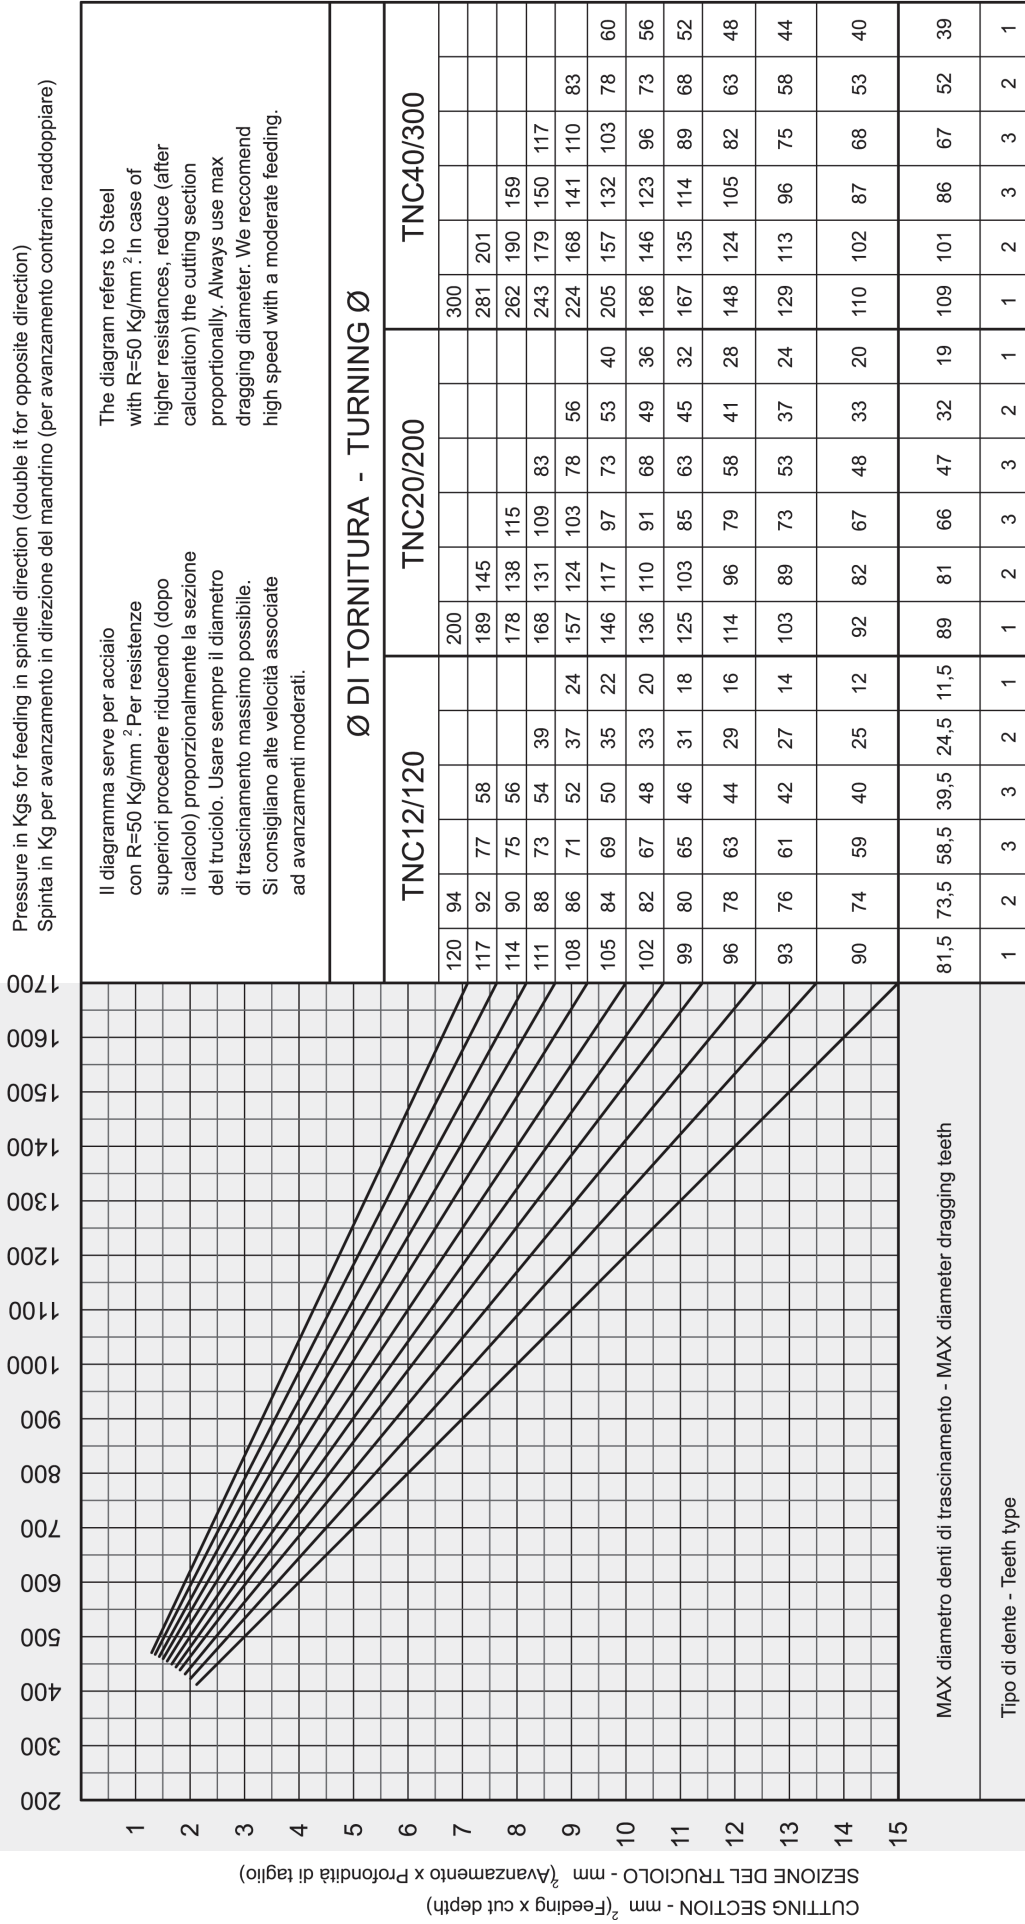 Pressure in Kgs for feeding in spindle direction (double it for opposite direction)
Spinta in Kg per avanzamento in direzione del mandrino (per avanzamento contrario raddoppiare)
200 300 400 500 600 700 800 900 1000 1100 1200 1300 1400 1500 1600 1700
CUTTING SECTION - mm ²(Feeding x cut depth)
SEZIONE DEL TRUCIOLO - mm ²(Avanzamento x Profondità di taglio)
1
2
3
4
5
6
7
8
9
10
11
12
13
14
15
Il diagramma serve per acciaio
con R=50 Kg/mm ². Per resistenze
superiori procedere riducendo (dopo
il calcolo) proporzionalmente la sezione
del truciolo. Usare sempre il diametro
di trascinamento massimo possibile.
Si consigliano alte velocità associate
ad avanzamenti moderati.
The diagram refers to Steel
with R=50 Kg/mm ². In case of
higher resistances, reduce (after
calculation) the cutting section
proportionally. Always use max
dragging diameter. We reccomend
high speed with a moderate feeding.
Ø DI TORNITURA - TURNING Ø
TNC12/120 TNC20/200 TNC40/300
120 94 200 300
117 92 77 58 189 145 281 201
114 90 75 56 178 138 115 262 190 159
111 88 73 54 39 168 131 109 83 243 179 150 117
108 86 71 52 37 24 157 124 103 78 56 224 168 141 110 83
105 84 69 50 35 22 146 117 97 73 53 40 205 157 132 103 78 60
102 82 67 48 33 20 136 110 91 68 49 36 186 146 123 96 73 56
99 80 65 46 31 18 125 103 85 63 45 32 167 135 114 89 68 52
96 78 63 44 29 16 114 96 79 58 41 28 148 124 105 82 63 48
93 76 61 42 27 14 103 89 73 53 37 24 129 113 96 75 58 44
90 74 59 40 25 12 92 82 67 48 33 20 110 102 87 68 53 40
MAX diametro denti di trascinamento - MAX diameter dragging teeth 81,5 73,5 58,5 39,5 24,5 11,5 89 81 66 47 32 19 109 101 86 67 52 39
Tipo di dente - Teeth type 1 2 3 3 2 1 1 2 3 3 2 1 1 2 3 3 2 1